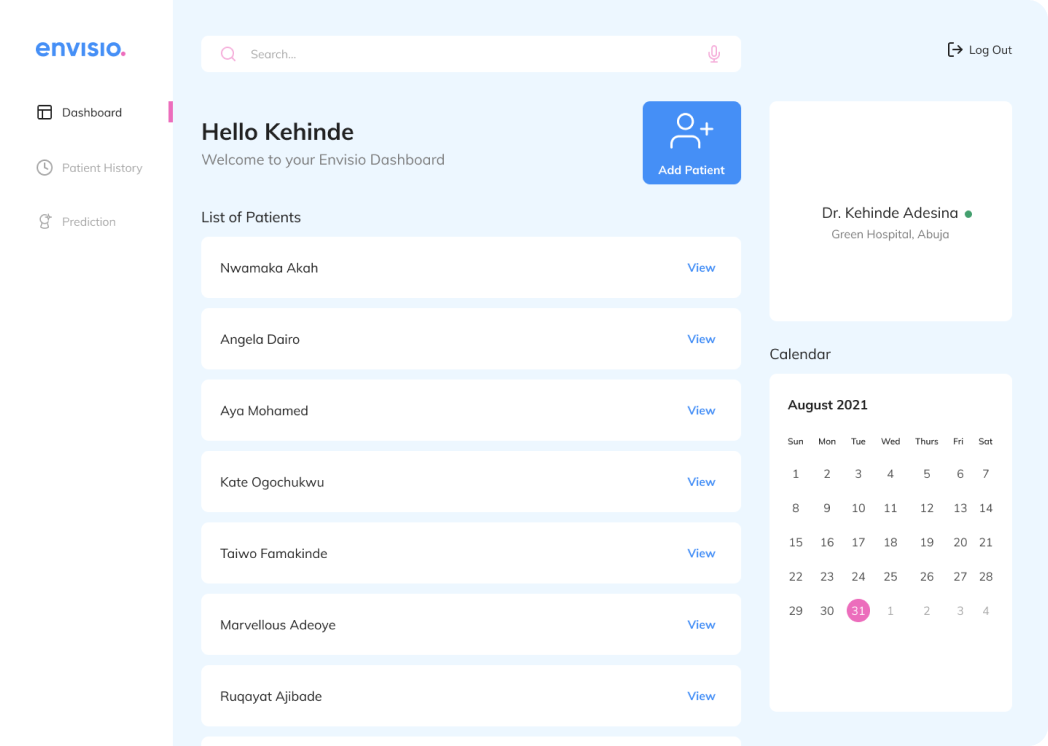 envisio.
Dashboard
Patient History
Prediction
Search...
Log Out
Hello Kehinde
Welcome to your Envisio Dashboard
Add Patient
List of Patients
Nwamaka Akah View
Angela Dairo View
Aya Mohamed View
Kate Ogochukwu View
Taiwo Famakinde View
Marvellous Adeoye View
Ruqayat Ajibade View
Dr. Kehinde Adesina
Green Hospital, Abuja
Calendar
August 2021
Sun Mon Tue Wed Thurs Fri Sat
1 2 3 4 5 6 7
8 9 10 11 12 13 14
15 16 17 18 19 20 21
22 23 24 25 26 27 28
29 30 31 1 2 3 4